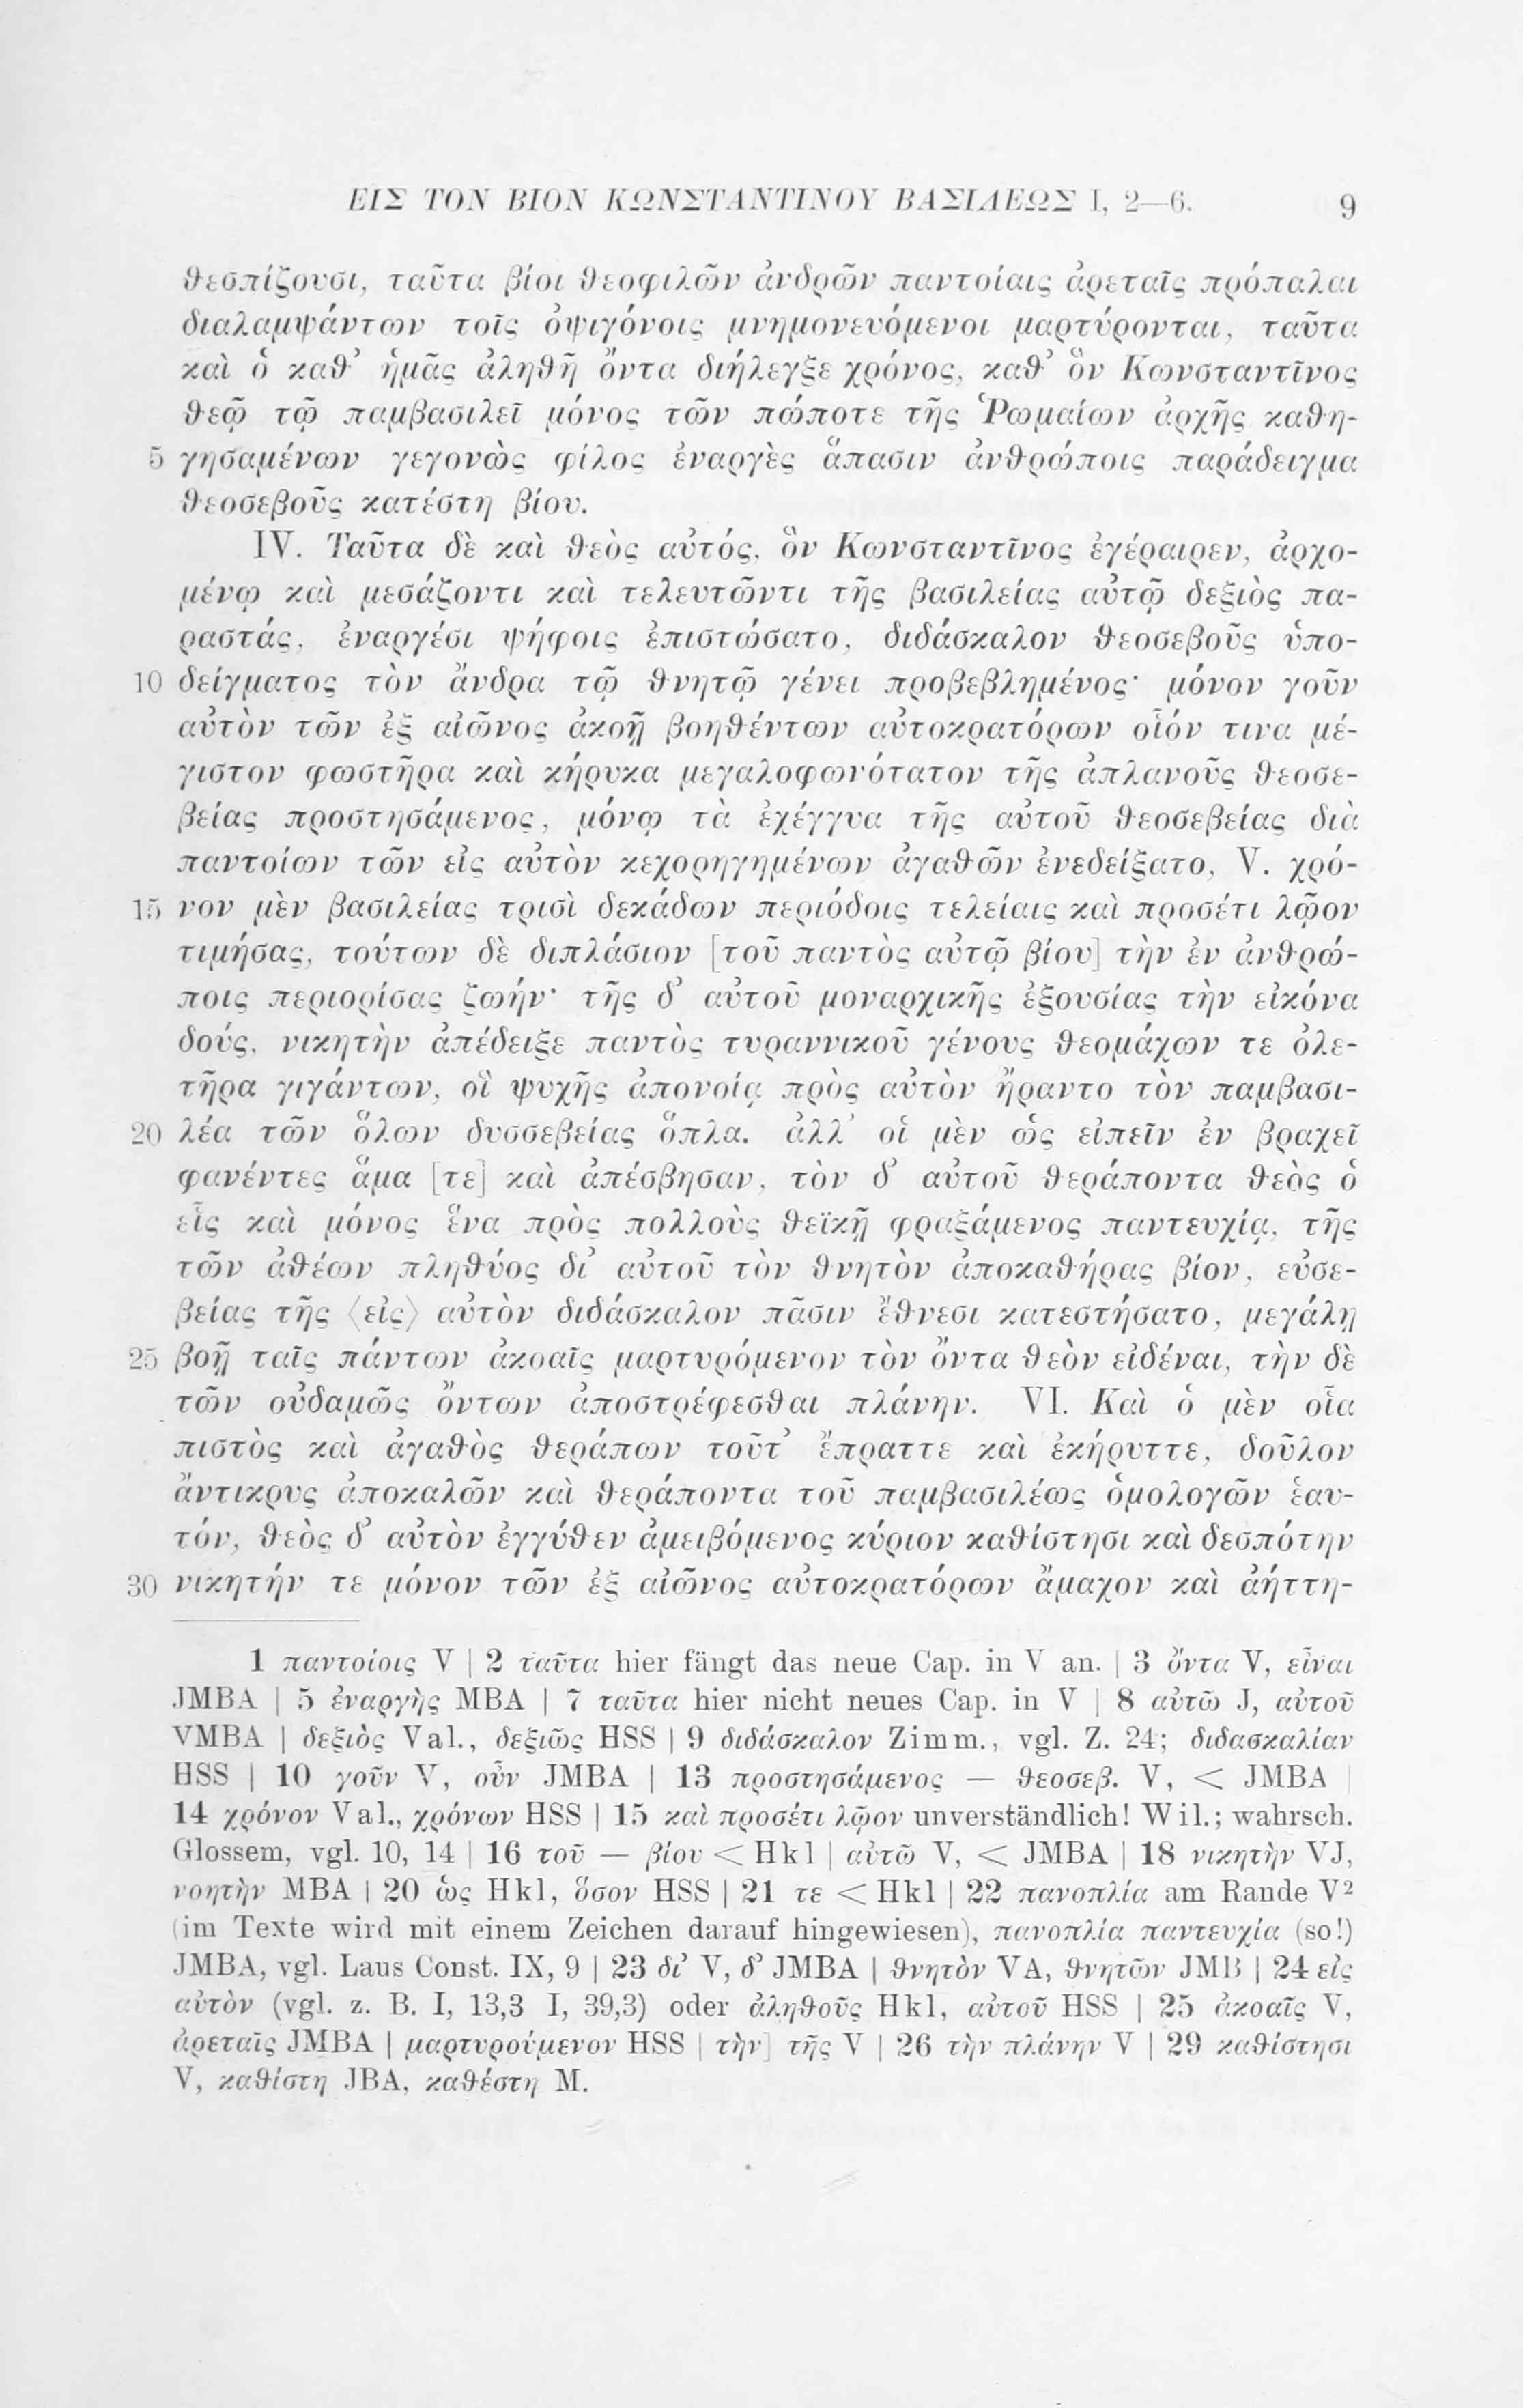 ΕΙΣ ΤΟΝ ΒΙΟΝ ΚΩΝΣΤΑΝΤΙΝΟΥ ΒΑΣΙΛΕΩΣ I, 2—6. 9
θεσπίζουσι, ταῦτα βίοι θεοφιλῶν ἀνδρῶν παντοίαις ἀρεταῖς πρόπαλαι
διαλαμψάντων τοῖς ὀψιγόνοις μνημονευόμενοι μαρτύρονται, ταῦτα
καὶ ὁ καθ’ ἡμᾶς ἀληθῆ ὄντα διήλεγξε χρόνος, καθ’ ὃν Κωνσταντῖνος
θεῷ τῷ παμβασιλεῖ μόνος τῶν πώποτε τῆς Ῥωμαίων ἀρχῆς καθη-
5 γησαμένων γεγονὼς φίλος ἐναργὲς ἅπασιν ἀνθρώποις παράδειγμα
θεοσεβοῦς κατέστη βίου.
IV. Ταῦτα δὲ καὶ θεὸς αὐτός, ὃν Κωνσταντῖνος ἐγέραιρεν, ἀρχο-
μένῳ καὶ μεσάζοντι καὶ τελευτῶντι τῆς βασιλείας αὐτῷ δεξιὸς πα-
ραστάς, ἐναργέσι ψήφοις ἐπιστώσατο, διδάσκαλον θεοσεβοῦς ὑπο-
10 δείγματος τὸν ἄνδρα τῷ θνητῷ γένει προβεβλημένος· μόνον γοῦν
αὐτὸν τῶν ἐξ αἰῶνος ἀκοῇ βοηθέντων αὐτοκρατόρων οἷόν τινα μέ-
γιστον φωστῆρα καὶ κήρυκα μεγαλοφωνότατον τῆς ἀπλανοῦς θεοσε-
βείας προστησάμενος, μόνῳ τὰ ἐχέγγυα τῆς αὐτοῦ θεοσεβείας διὰ
παντοίων τῶν εἰς αὐτὸν κεχορηγημένων ἀγαθῶν ἐνεδείξατο, V. χρό-
15 νον μὲν βασιλείας τρισὶ δεκάδων περιόδοις τελείαις καὶ προσέτι λῷον
τιμήσας, τούτων δὲ διπλάσιον [τοῦ παντὸς αὐτῷ βίου] τὴν ἐν ἀνθρώ-
ποις περιορίσας ζωήν· τῆς δ’ αὐτοῦ μοναρχικῆς ἐξουσίας τὴν εἰκόνα
δούς, νικητὴν ἀπέδειξε παντὸς τυραννικοῦ γένους θεομάχων τε ὀλε-
τῆρα γιγάντων, οἳ ψυχῆς ἀπονοίᾳ πρὸς αὐτὸν ἤραντο τὸν παμβασι-
20 λέα τῶν ὅλων δυσσεβείας ὅπλα. ἀλλ’ οἱ μὲν ὡς εἰπεῖν ἐν βραχεῖ
φανέντες ἅμα [τε] καὶ ἀπέσβησαν, τὸν δ’ αὐτοῦ θεράποντα θεὸς ὁ
εἷς καὶ μόνος ἕνα πρὸς πολλοὺς θεϊκῇ φραξάμενος παντευχίᾳ, τῆς
τῶν ἀθέων πληθύος δι’ αὐτοῦ τὸν θνητὸν ἀποκαθήρας βίον, εὐσε-
βείας τῆς ⟨εἰς⟩ αὐτὸν διδάσκαλον πᾶσιν ἔθνεσι κατεστήσατο, μεγάλῃ
25 βοῇ ταῖς πάντων ἀκοαῖς μαρτυρόμενον τὸν ὄντα θεὸν εἰδέναι, τὴν δὲ
τῶν οὐδαμῶς ὄντων ἀποστρέφεσθαι πλάνην. VI. Καὶ ὁ μὲν οἷα
πιστὸς καὶ ἀγαθὸς θεράπων τοῦτ’ ἔπραττε καὶ ἐκήρυττε, δοῦλον
ἄντικρυς ἀποκαλῶν καὶ θεράποντα τοῦ παμβασιλέως ὁμολογῶν ἑαυ-
τόν, θεὸς δ’ αὐτὸν ἐγγύθεν ἀμειβόμενος κύριον καθίστησι καὶ δεσπότην
30 νικητήν τε μόνον τῶν ἐξ αἰῶνος αὐτοκρατόρων ἄμαχον καὶ ἀήττη-
1 παντοίοις V | 2 ταῦτα hier fängt das neue Cap. in V an. | 3 ὄντα V, εἶναι
JMBA | 5 ἐναργὴς MBA | 7 ταῦτα hier nicht neues Cap. in V | 8 αὐτῶ J, αὐτοῦ
VMBA | δεξιὸς Val., δεξιῶς HSS | 9 διδάσκαλον Zimm., vgl. Z. 24; διδασκαλίαν
HSS | 10 γοῦν V, οὖν JMBA | 13 προστησάμενος — θεοσεβ. V, < JMBA |
14 χρόνον Val., χρόνων HSS | 15 καὶ προσέτι λῷον unverständlich! Wil.; wahrsch.
Glossem, vgl. 10, 14 | 16 τοῦ — βίου < Hkl | αὐτῶ V, < JMBA | 18 νικητὴν VJ,
νοητὴν MBA | 20 ὡς Hkl, ὅσον HSS | 21 τε < Hkl | 22 πανοπλία am Rande V²
(im Texte wird mit einem Zeichen darauf hingewiesen), πανοπλία παντευχία (so!)
JMBA, vgl. Laus Const. IX, 9 | 23 δι’ V, δ’ JMBA | θνητὸν VA, θνητῶν JMB | 24 εἰς
αὐτὸν (vgl. z. B. I, 13,3 I, 39,3) oder ἀληθοῦς Hkl, αὐτοῦ HSS | 25 ἀκοαῖς V,
ἀρεταῖς JMBA | μαρτυρούμενον HSS | τὴν] τῆς V | 26 τὴν πλάνην V | 29 καθίστησι
V, καθίστη JBA, καθέστη M.